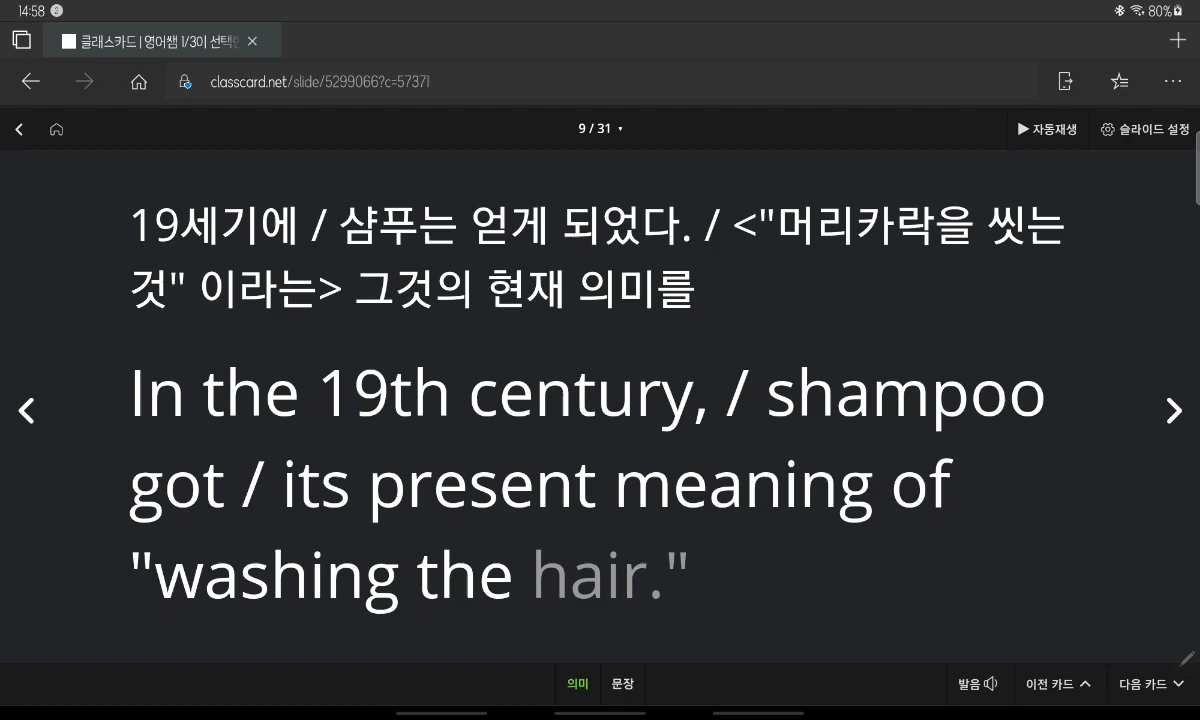 14:58 2 80%
클래스카드 | 영어쌤 1/3이 선택한
classcard.net/slide/5299066?c=57371
9 / 31 자동재생 슬라이드 설정
19세기에 / 샴푸는 얻게 되었다. / <"머리카락을 씻는
것" 이라는> 그것의 현재 의미를
In the 19th century, / shampoo
got / its present meaning of
"washing the hair."
의미 문장 발음 이전 카드 다음 카드